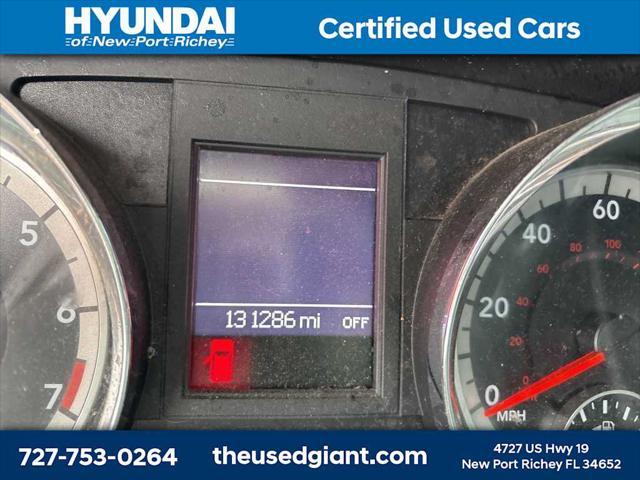 HYUNDAI
of New Port Richey
Certified Used Cars
5
6
7
131286 mi OFF
0
20
40
60
0
20
40
60
80
100
MPH
727-753-0264
theusedgiant.com
4727 US Hwy 19
New Port Richey FL 34652